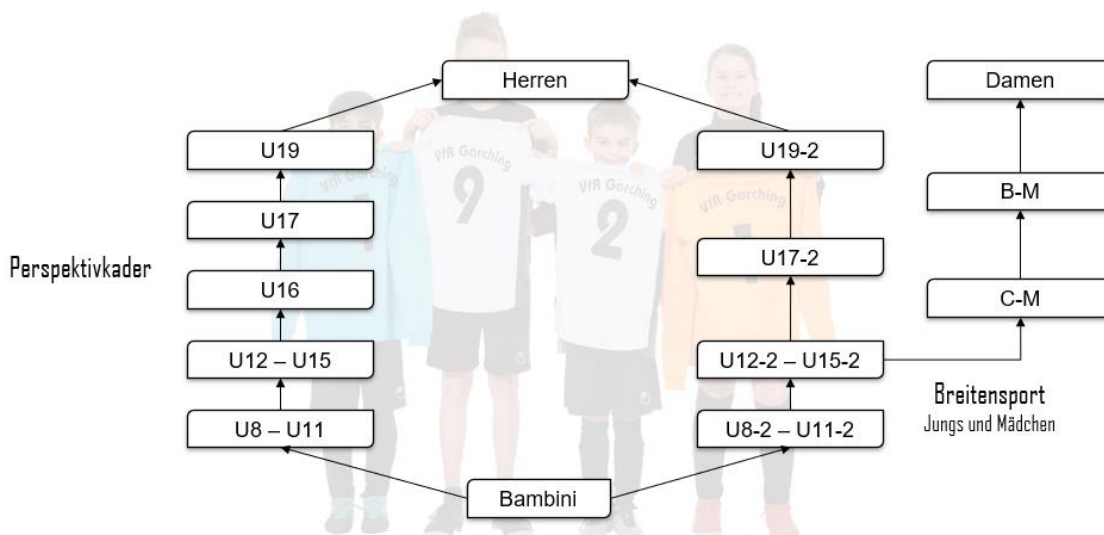 Herren
Damen
U19
U19-2
VfR Garching
9
VfR Garching
2
VfR Garching
1
B-M
U17
U17-2
Perspektivkader
U16
C-M
U12 – U15
U12-2 – U15-2
Breitensport
Jungs und Mädchen
U8 – U11
U8-2 – U11-2
Bambini